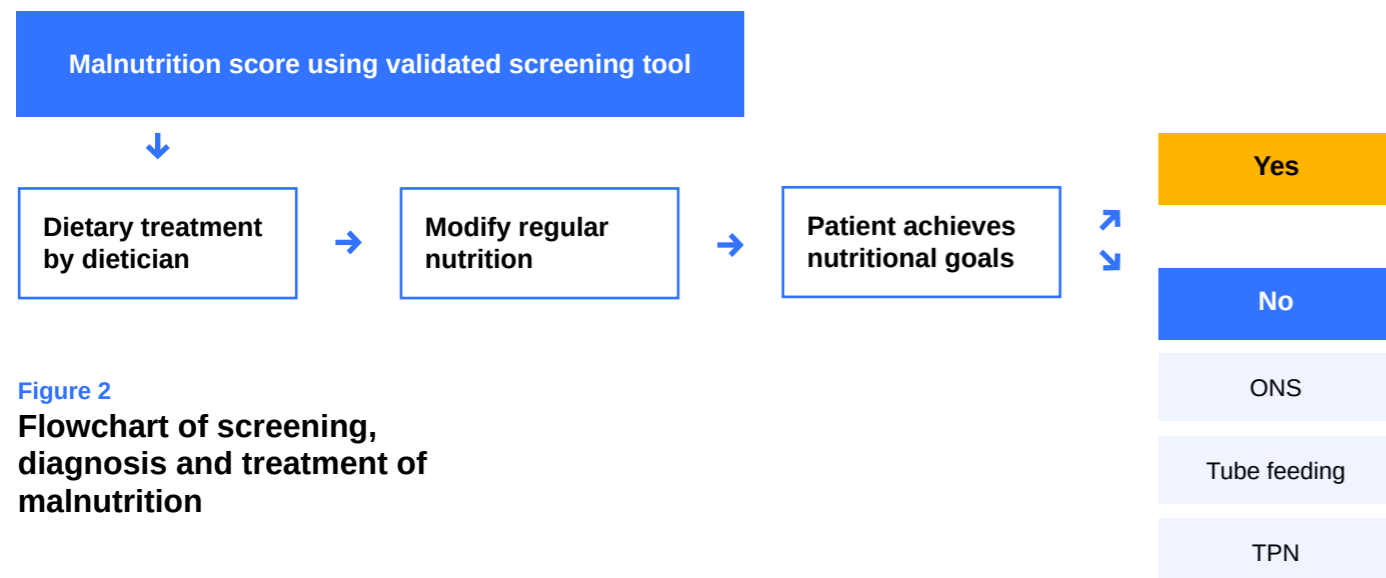 Malnutrition score using validated screening tool
Dietary treatment
by dietician
Modify regular
nutrition
Patient achieves
nutritional goals
Yes
No
ONS
Tube feeding
TPN
Figure 2
Flowchart of screening,
diagnosis and treatment of
malnutrition